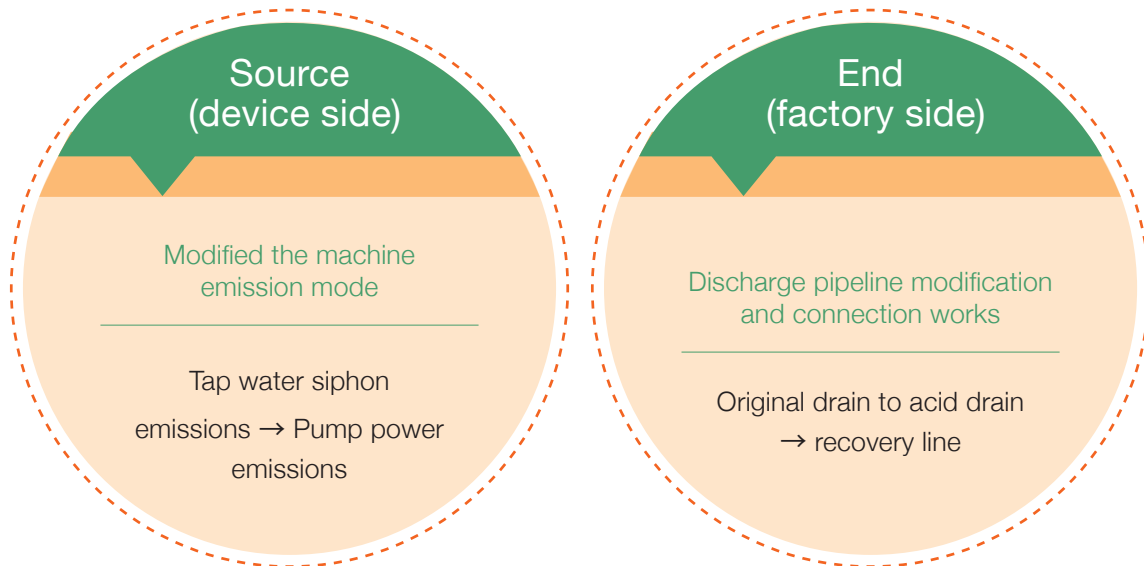 Source
(device side)
Modified the machine
emission mode
Tap water siphon
emissions → Pump power
emissions
End
(factory side)
Discharge pipeline modification
and connection works
Original drain to acid drain
→ recovery line